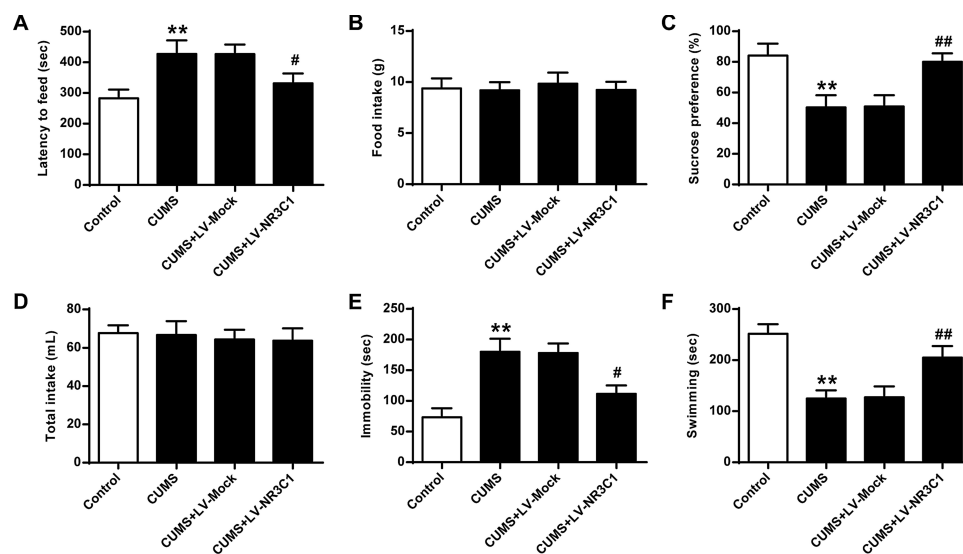 A
Latency to feed (sec)
500
400
300
200
100
0
**
#
Control
CUMS
CUMS+LV-Mock
CUMS+LV-NR3C1
B
Food intake (g)
15
10
5
0
Control
CUMS
CUMS+LV-Mock
CUMS+LV-NR3C1
C
Sucrose preference (%)
100
80
60
40
20
0
**
##
Control
CUMS
CUMS+LV-Mock
CUMS+LV-NR3C1
D
Total intake (mL)
80
60
40
20
0
Control
CUMS
CUMS+LV-Mock
CUMS+LV-NR3C1
E
Immobility (sec)
250
200
150
100
50
0
**
#
Control
CUMS
CUMS+LV-Mock
CUMS+LV-NR3C1
F
Swimming (sec)
300
200
100
0
**
##
Control
CUMS
CUMS+LV-Mock
CUMS+LV-NR3C1